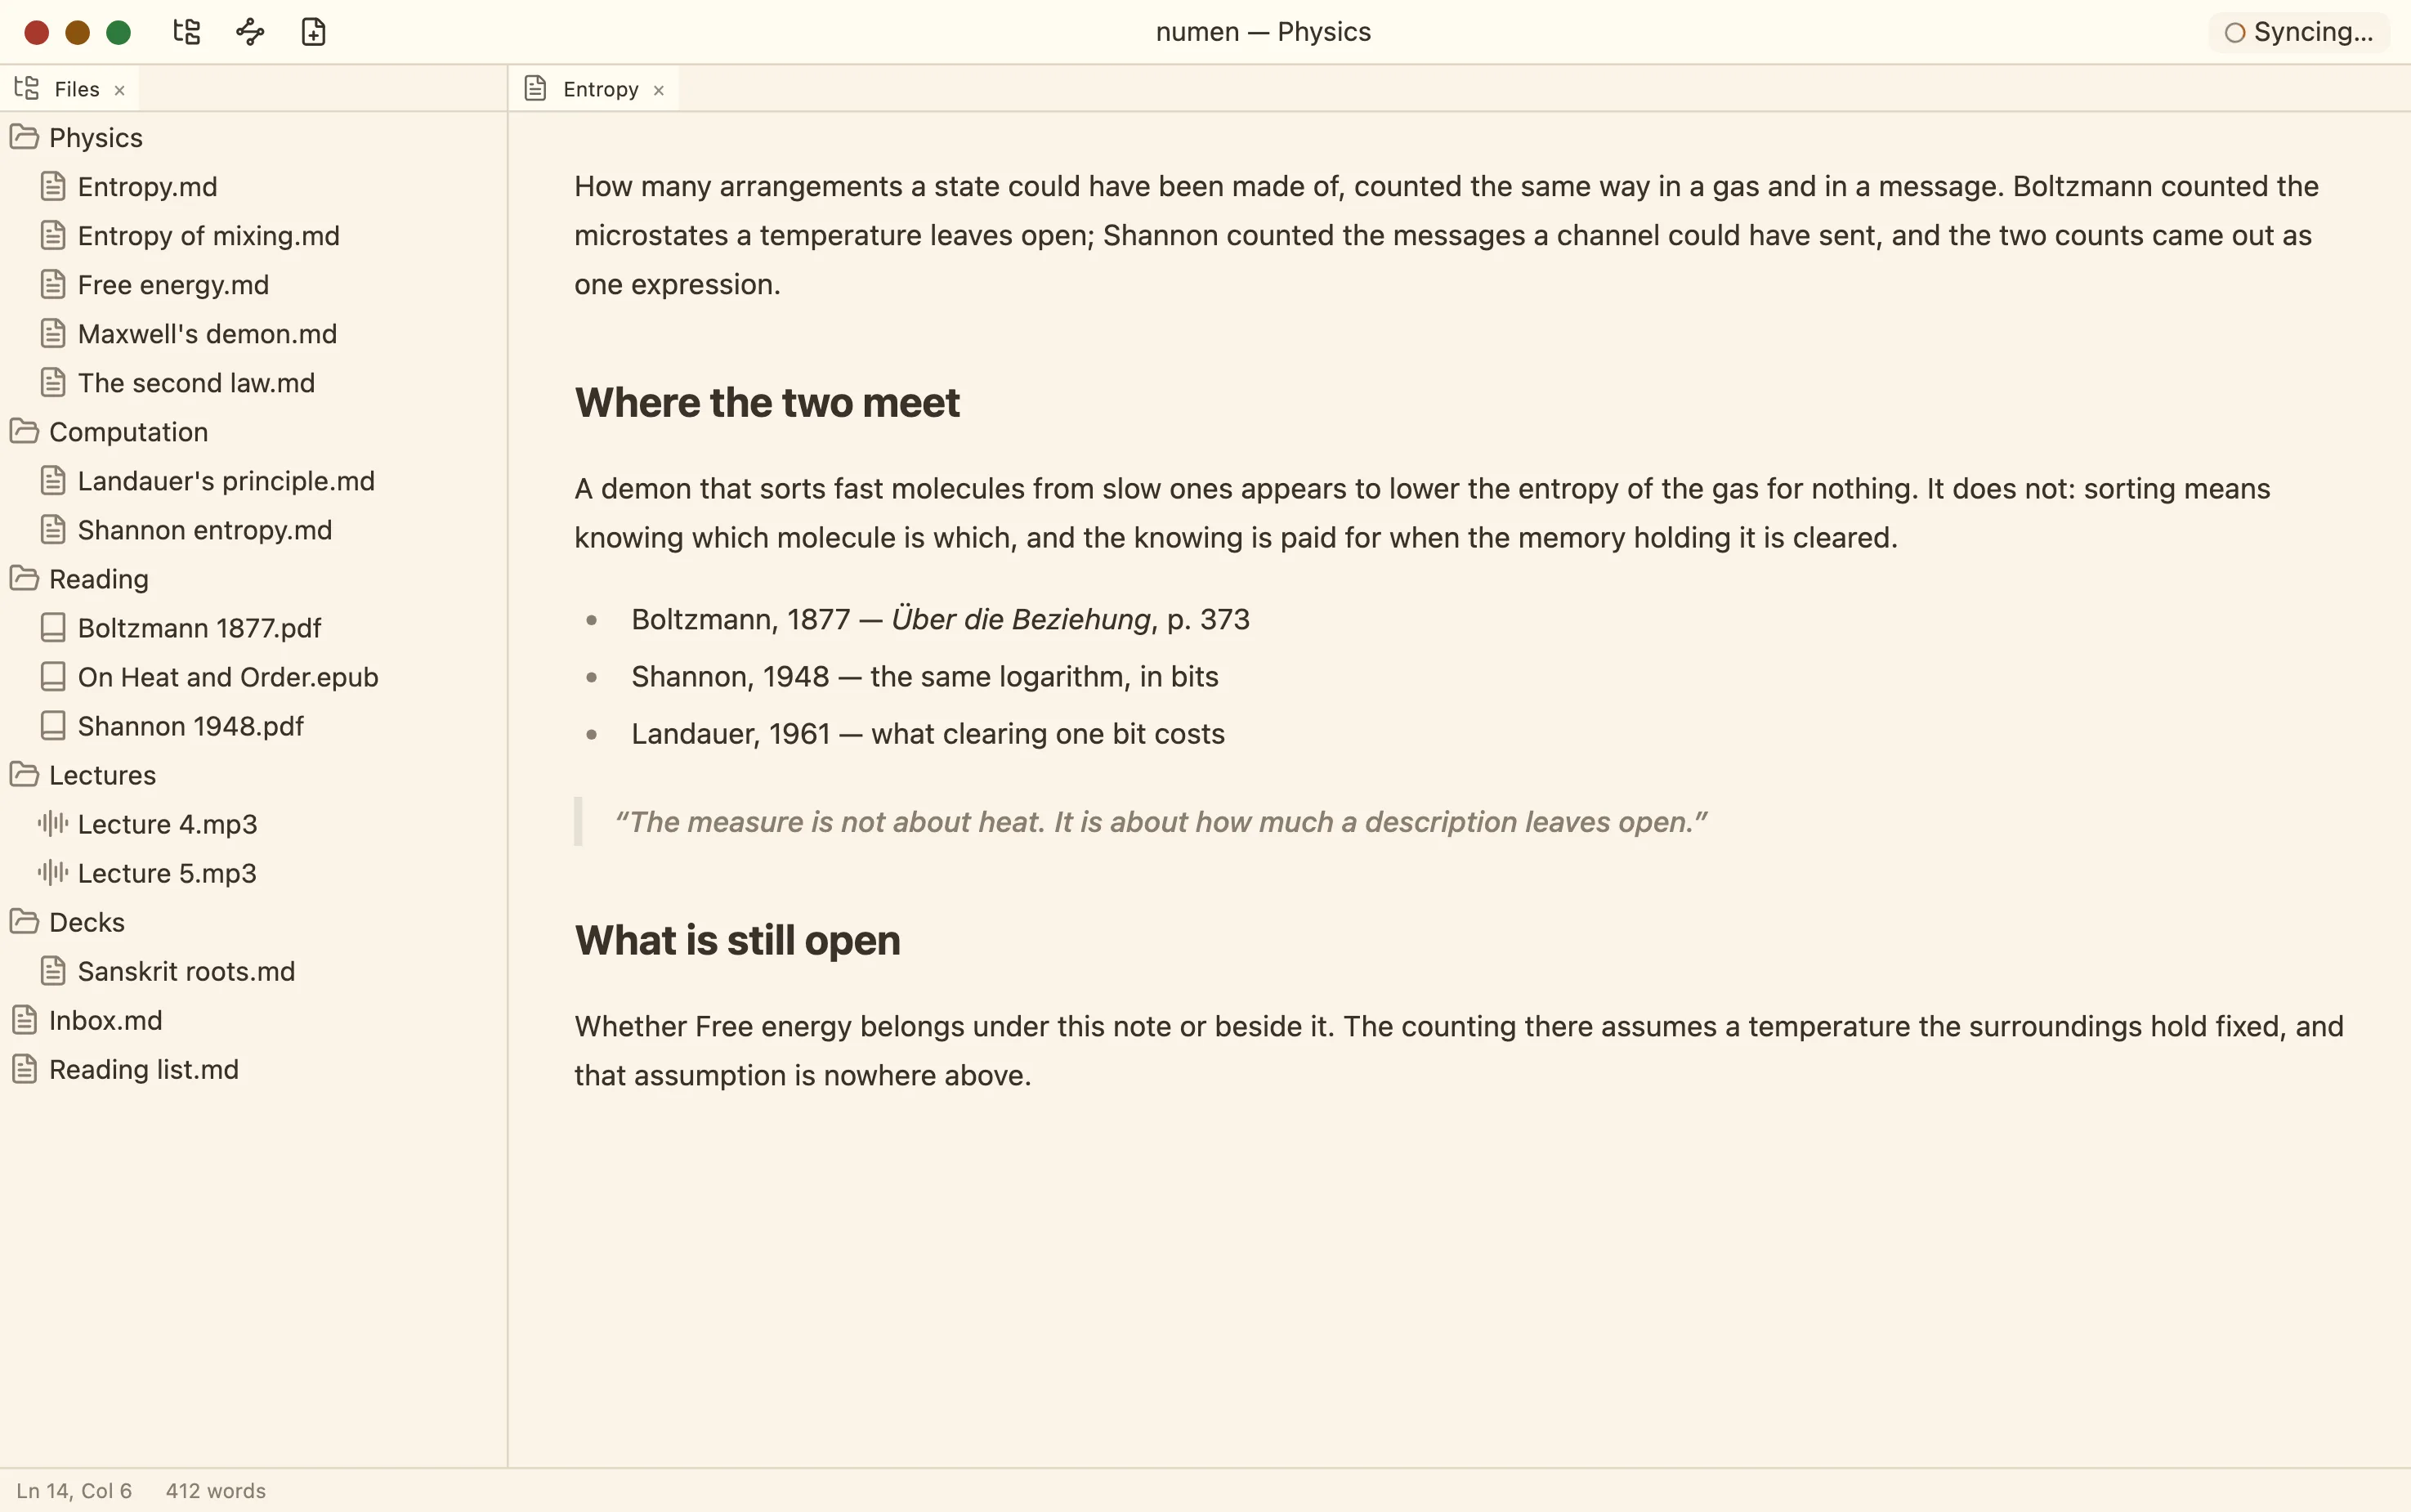 numen — Physics
Syncing...
Files ×
Entropy ×
Physics
Entropy.md
Entropy of mixing.md
Free energy.md
Maxwell's demon.md
The second law.md
Computation
Landauer's principle.md
Shannon entropy.md
Reading
Boltzmann 1877.pdf
On Heat and Order.epub
Shannon 1948.pdf
Lectures
Lecture 4.mp3
Lecture 5.mp3
Decks
Sanskrit roots.md
Inbox.md
Reading list.md
How many arrangements a state could have been made of, counted the same way in a gas and in a message. Boltzmann counted the
microstates a temperature leaves open; Shannon counted the messages a channel could have sent, and the two counts came out as
one expression.
Where the two meet
A demon that sorts fast molecules from slow ones appears to lower the entropy of the gas for nothing. It does not: sorting means
knowing which molecule is which, and the knowing is paid for when the memory holding it is cleared.
• Boltzmann, 1877 — Über die Beziehung, p. 373
• Shannon, 1948 — the same logarithm, in bits
• Landauer, 1961 — what clearing one bit costs
“The measure is not about heat. It is about how much a description leaves open.”
What is still open
Whether Free energy belongs under this note or beside it. The counting there assumes a temperature the surroundings hold fixed, and
that assumption is nowhere above.
Ln 14, Col 6 412 words